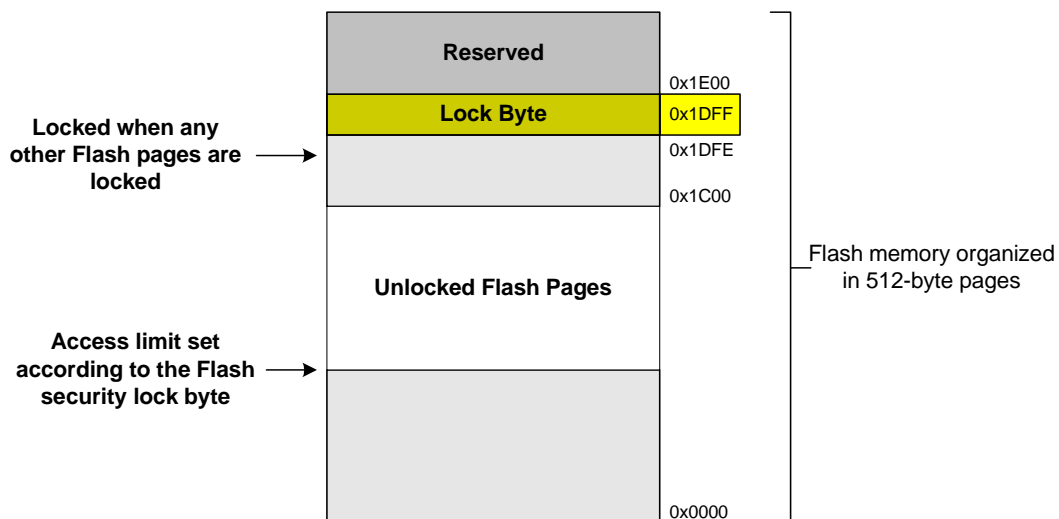 Reserved
0x1E00
Lock Byte
0x1DFF
Locked when any
other Flash pages are
locked
0x1DFE
0x1C00
Flash memory organized
in 512-byte pages
Unlocked Flash Pages
Access limit set
according to the Flash
security lock byte
0x0000